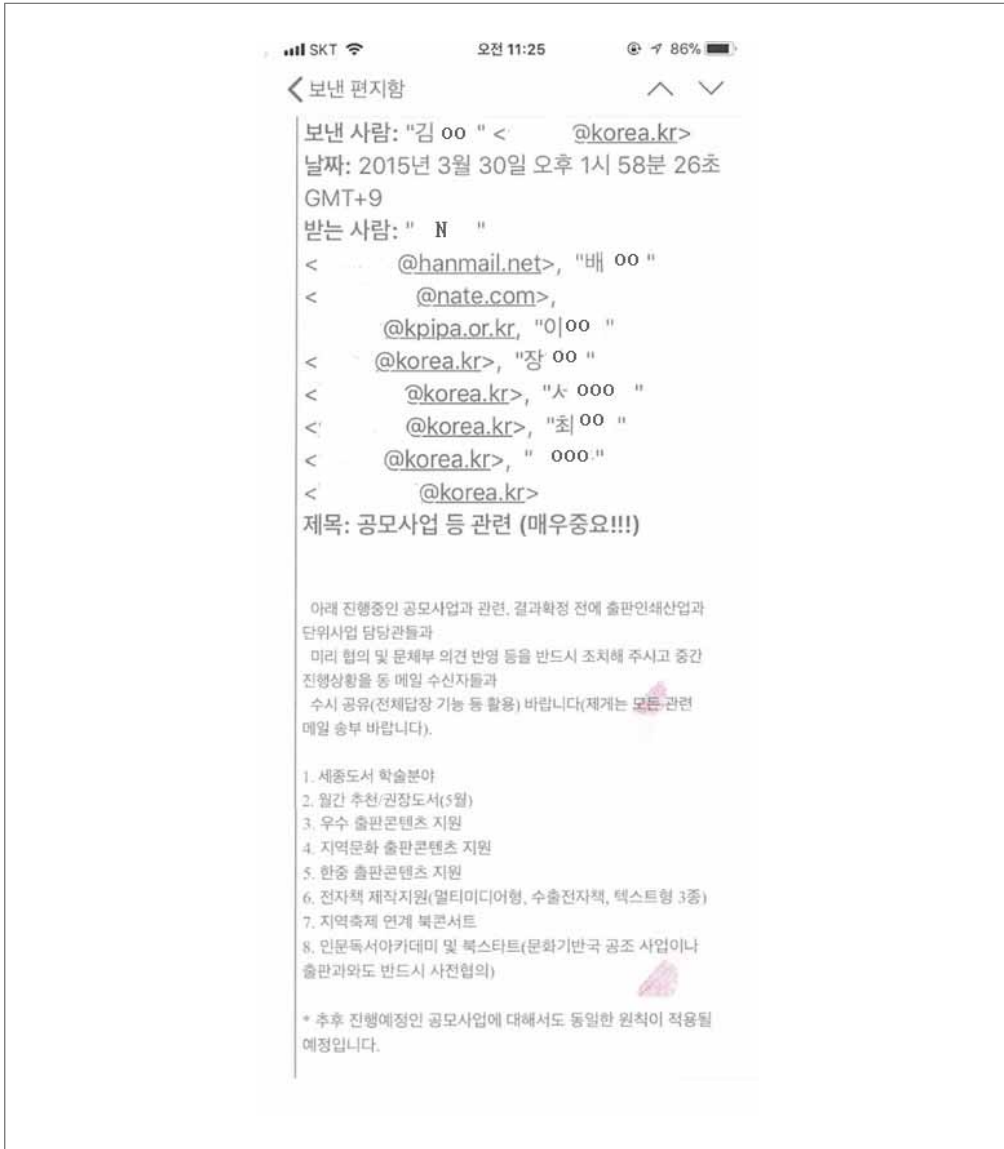 SKT 오전 11:25 86%
보낸 편지함
보낸 사람: "김 oo " < @korea.kr>
날짜: 2015년 3월 30일 오후 1시 58분 26초
GMT+9
받는 사람: " N "
< @hanmail.net>, "배 oo "
< @nate.com>,
@kpipa.or.kr, "이oo "
< @korea.kr>, "장 oo "
< @korea.kr>, "ㅅ ooo "
< @korea.kr>, "최 oo "
< @korea.kr>, " ooo "
< @korea.kr>
제목: 공모사업 등 관련 (매우중요!!!)
아래 진행중인 공모사업과 관련, 결과확정 전에 출판인쇄산업과
단위사업 담당관들과
미리 협의 및 문체부 의견 반영 등을 반드시 조치해 주시고 중간
진행상황을 동 메일 수신자들과
수시 공유(전체답장 기능 등 활용) 바랍니다(제게는 모든 관련
메일 송부 바랍니다).
1. 세종도서 학술분야
2. 월간 추천/권장도서(5월)
3. 우수 출판콘텐츠 지원
4. 지역문화 출판콘텐츠 지원
5. 한중 출판콘텐츠 지원
6. 전자책 제작지원(멀티미디어형, 수출전자책, 텍스트형 3종)
7. 지역축제 연계 북콘서트
8. 인문독서아카데미 및 북스타트(문화기반국 공조 사업이나
출판과와도 반드시 사전협의)
* 추후 진행예정인 공모사업에 대해서도 동일한 원칙이 적용될
예정입니다.